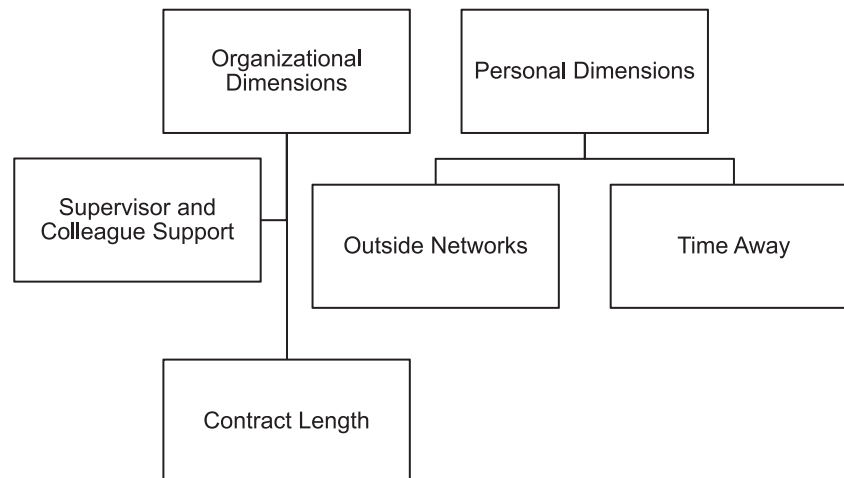 Organizational
Dimensions
Personal Dimensions
Supervisor and
Colleague Support
Outside Networks
Time Away
Contract Length